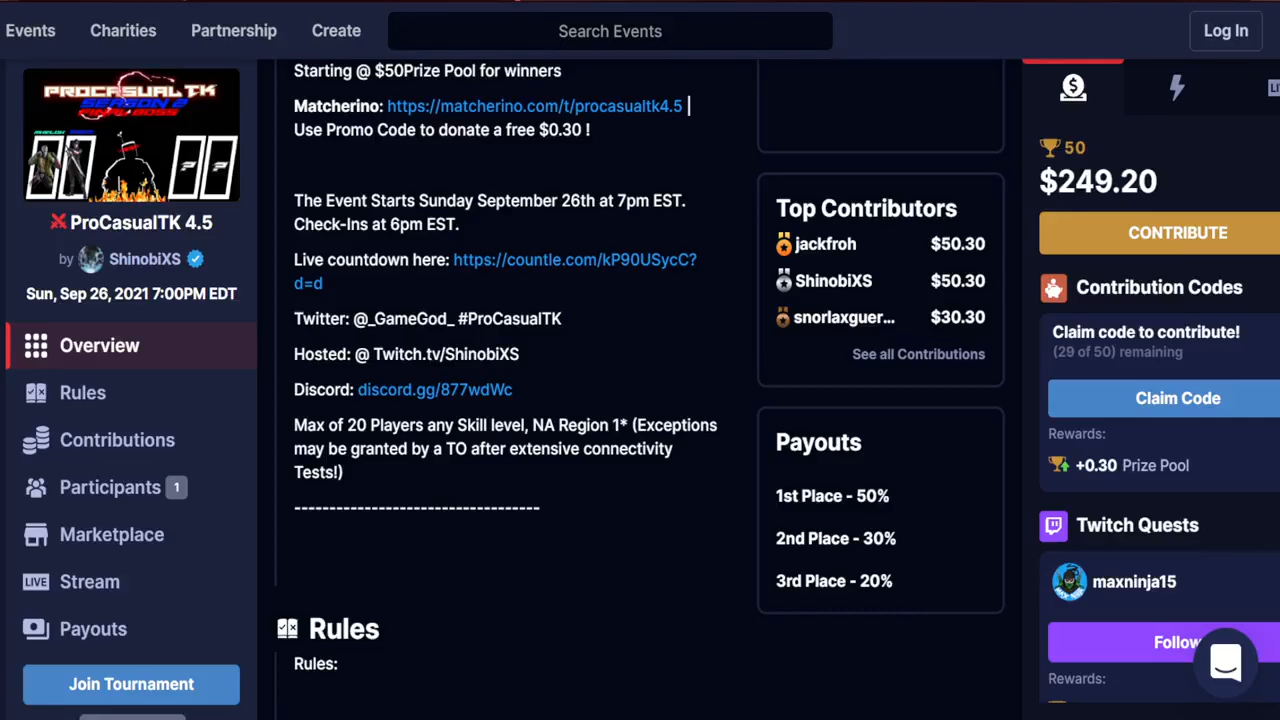 Events
Charities
Partnership
Create
Search Events
Log In
PROCASUALTK
SEASON 2
FINAL BOSS
ProCasualTK 4.5
by ShinobiXS
Sun, Sep 26, 2021 7:00PM EDT
Overview
Rules
Contributions
Participants 1
Marketplace
LIVE Stream
Payouts
Join Tournament
Starting @ $50Prize Pool for winners
Matcherino: https://matcherino.com/t/procasualtk4.5 |
Use Promo Code to donate a free $0.30 !
The Event Starts Sunday September 26th at 7pm EST.
Check-Ins at 6pm EST.
Live countdown here: https://countle.com/kP90USycC?
d=d
Twitter: @_GameGod_ #ProCasualTK
Hosted: @ Twitch.tv/ShinobiXS
Discord: discord.gg/877wdWc
Max of 20 Players any Skill level, NA Region 1* (Exceptions
may be granted by a TO after extensive connectivity
Tests!)
-----------------------------------
Rules
Rules:
Top Contributors
jackfroh $50.30
ShinobiXS $50.30
snorlaxguer... $30.30
See all Contributions
Payouts
1st Place - 50%
2nd Place - 30%
3rd Place - 20%
50
$249.20
CONTRIBUTE
Contribution Codes
Claim code to contribute!
(29 of 50) remaining
Claim Code
Rewards:
+0.30 Prize Pool
Twitch Quests
maxninja15
Follow
Rewards: